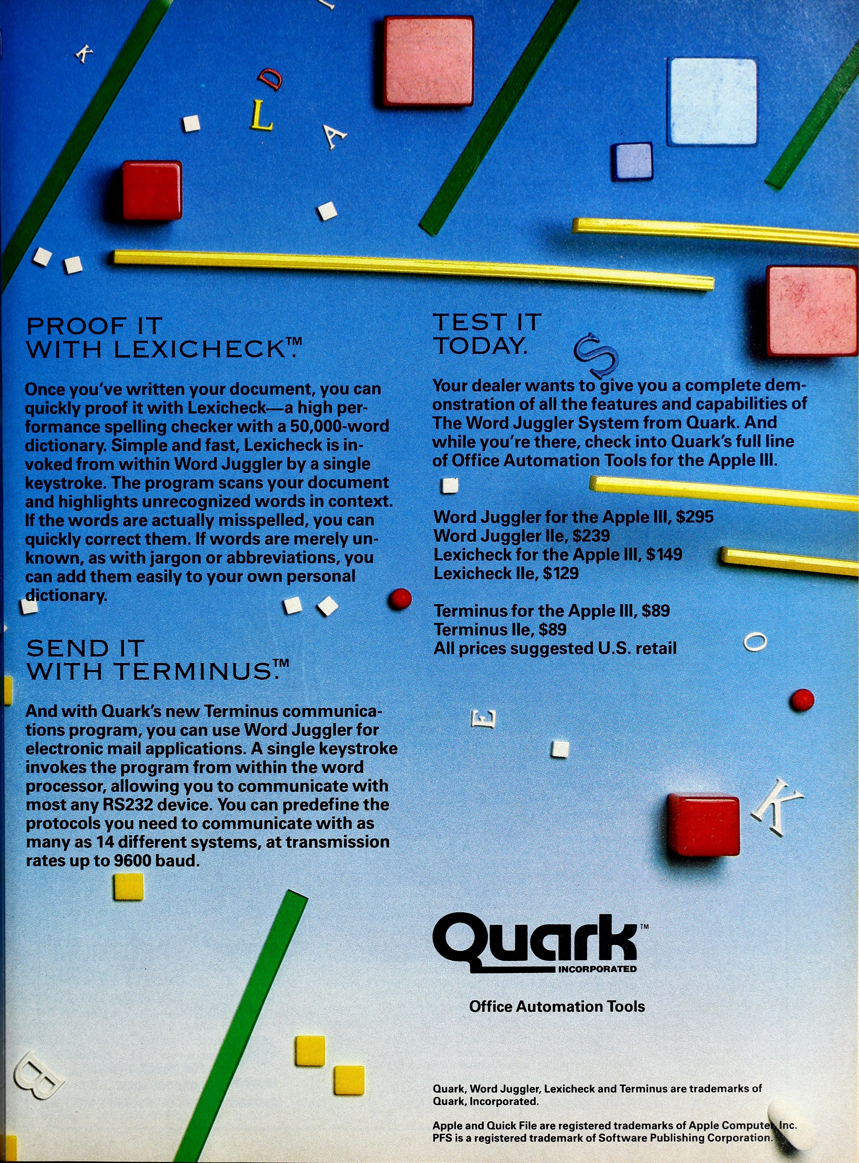 K
D
L
A
PROOF IT
WITH LEXICHECK™.
Once you've written your document, you can
quickly proof it with Lexicheck—a high per-
formance spelling checker with a 50,000-word
dictionary. Simple and fast, Lexicheck is in-
voked from within Word Juggler by a single
keystroke. The program scans your document
and highlights unrecognized words in context.
If the words are actually misspelled, you can
quickly correct them. If words are merely un-
known, as with jargon or abbreviations, you
can add them easily to your own personal
dictionary.
SEND IT
WITH TERMINUS™.
And with Quark's new Terminus communica-
tions program, you can use Word Juggler for
electronic mail applications. A single keystroke
invokes the program from within the word
processor, allowing you to communicate with
most any RS232 device. You can predefine the
protocols you need to communicate with as
many as 14 different systems, at transmission
rates up to 9600 baud.
B
TEST IT
TODAY.
S
Your dealer wants to give you a complete dem-
onstration of all the features and capabilities of
The Word Juggler System from Quark. And
while you're there, check into Quark's full line
of Office Automation Tools for the Apple III.
Word Juggler for the Apple III, $295
Word Juggler IIe, $239
Lexicheck for the Apple III, $149
Lexicheck IIe, $129
Terminus for the Apple III, $89
Terminus IIe, $89
All prices suggested U.S. retail
O
E
K
Quark™
INCORPORATED
Office Automation Tools
Quark, Word Juggler, Lexicheck and Terminus are trademarks of
Quark, Incorporated.
Apple and Quick File are registered trademarks of Apple Computer, Inc.
PFS is a registered trademark of Software Publishing Corporation.